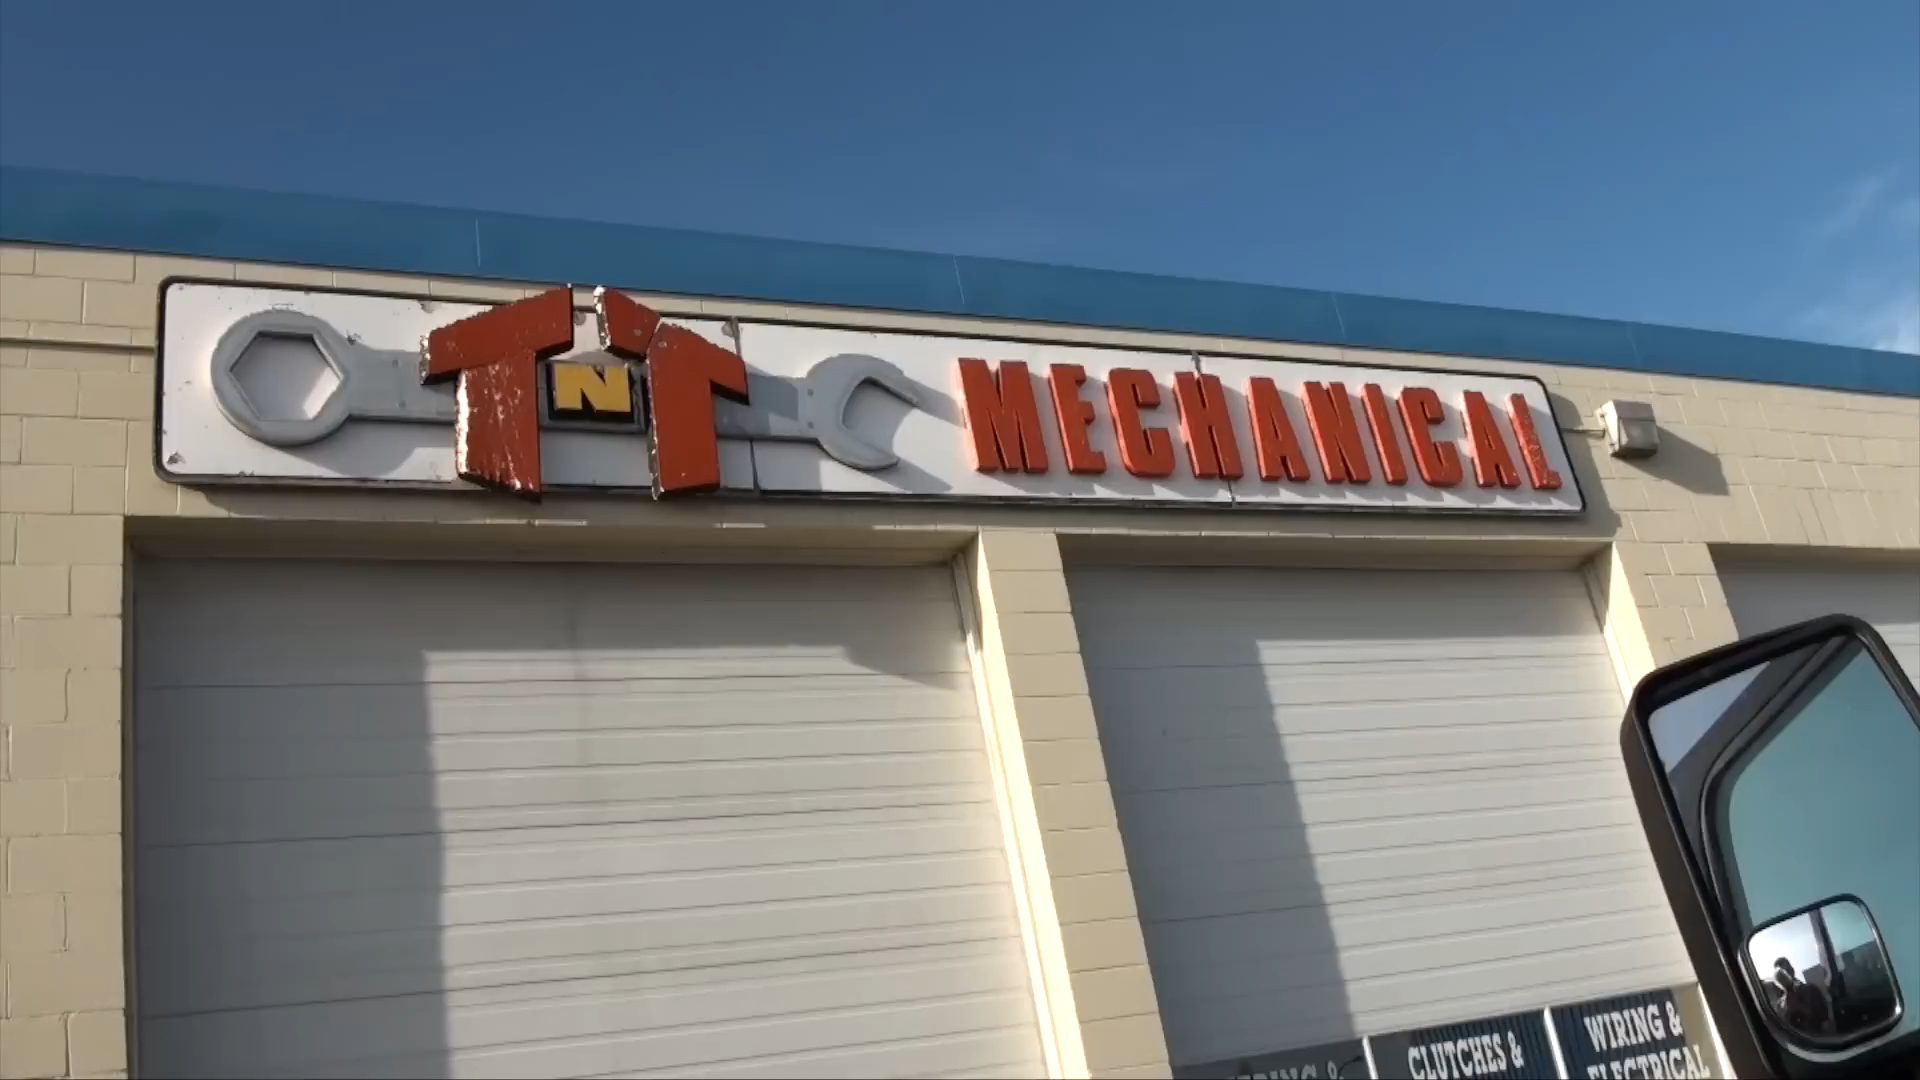 TNT MECHANICAL
CLUTCHES &
WIRING &
ELECTRICAL